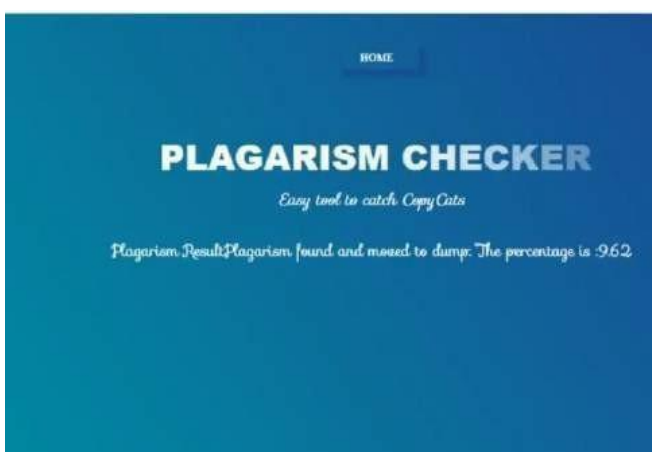 HOME
PLAGARISM CHECKER
Easy tool to catch CopyCats
Plagarism ResultPlagarism found and moved to dump. The percentage is :9.62